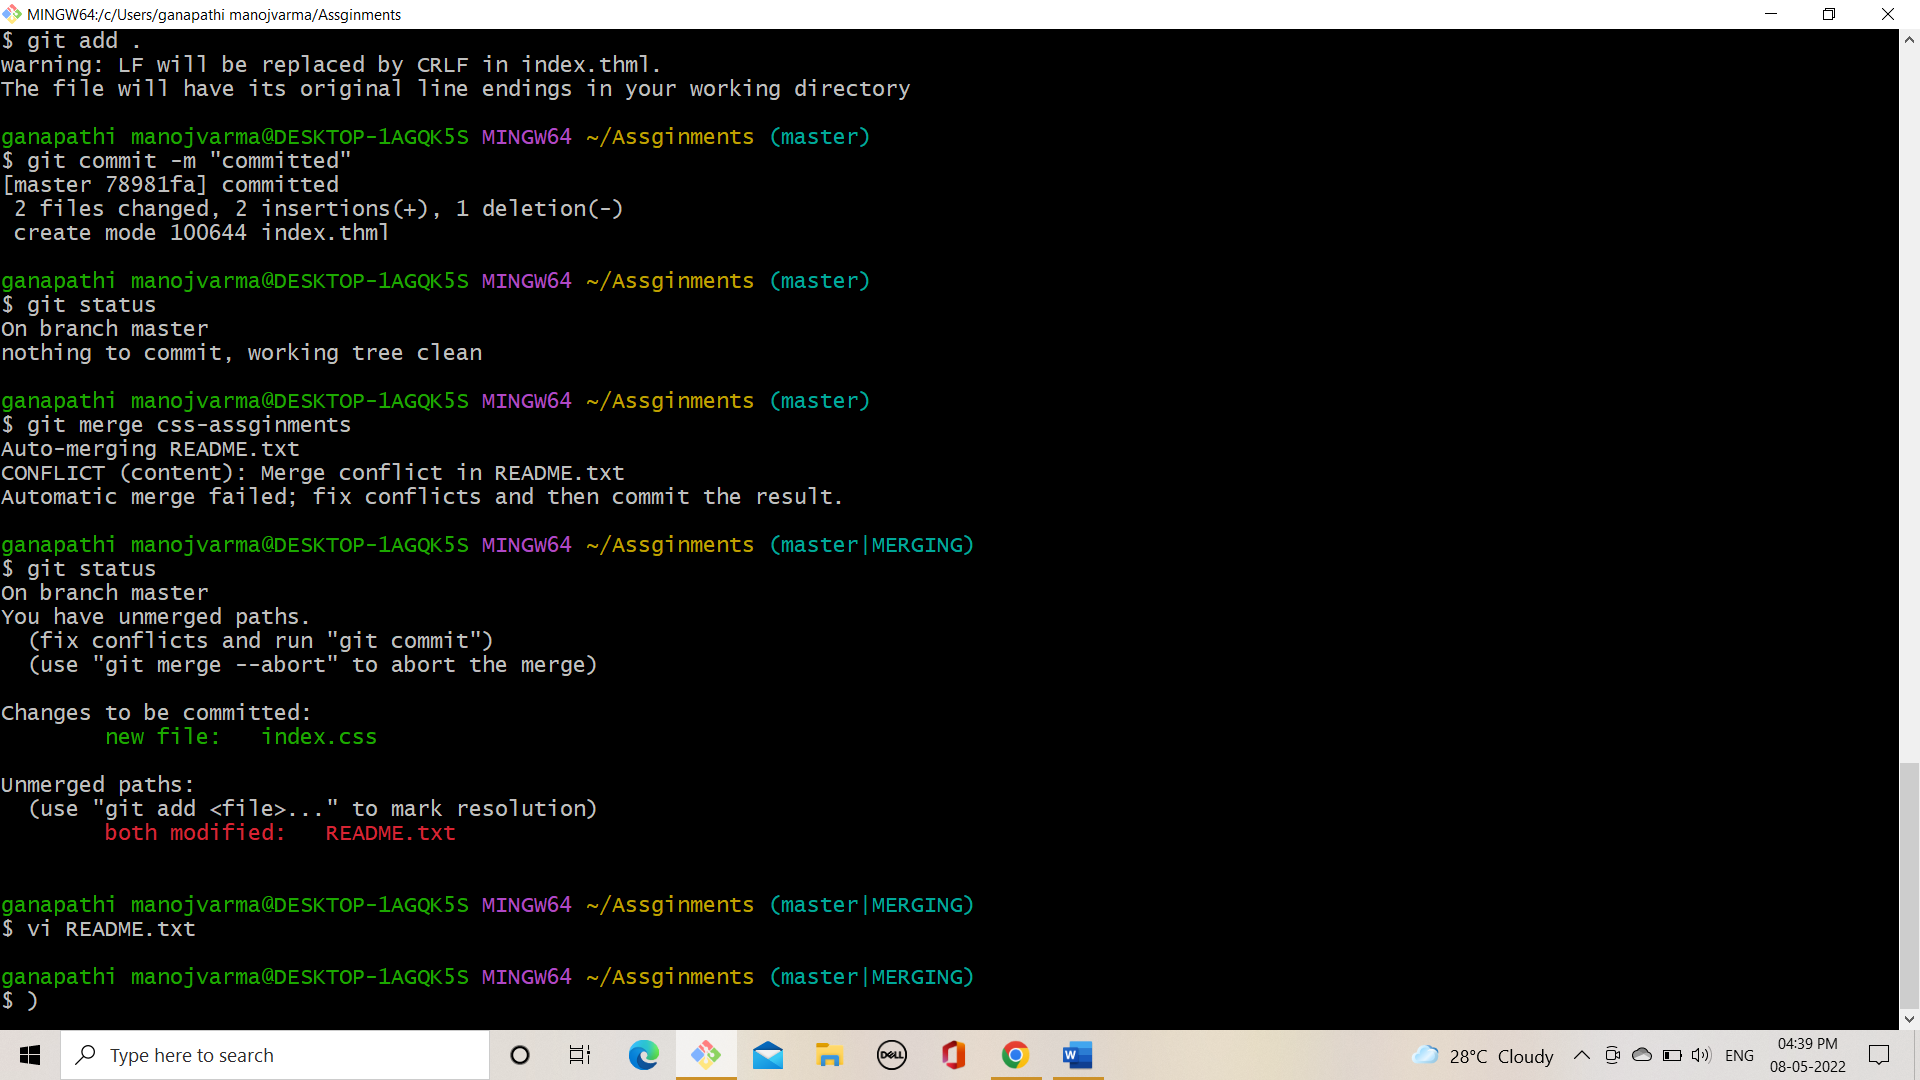 MINGW64:/c/Users/ganapathi manojvarma/Assginments
$ git add .
warning: LF will be replaced by CRLF in index.thml.
The file will have its original line endings in your working directory
ganapathi manojvarma@DESKTOP-1AGQK5S MINGW64 ~/Assginments (master)
$ git commit -m "committed"
[master 78981fa] committed
 2 files changed, 2 insertions(+), 1 deletion(-)
 create mode 100644 index.thml
ganapathi manojvarma@DESKTOP-1AGQK5S MINGW64 ~/Assginments (master)
$ git status
On branch master
nothing to commit, working tree clean
ganapathi manojvarma@DESKTOP-1AGQK5S MINGW64 ~/Assginments (master)
$ git merge css-assginments
Auto-merging README.txt
CONFLICT (content): Merge conflict in README.txt
Automatic merge failed; fix conflicts and then commit the result.
ganapathi manojvarma@DESKTOP-1AGQK5S MINGW64 ~/Assginments (master|MERGING)
$ git status
On branch master
You have unmerged paths.
  (fix conflicts and run "git commit")
  (use "git merge --abort" to abort the merge)
Changes to be committed:
        new file:   index.css
Unmerged paths:
  (use "git add <file>..." to mark resolution)
        both modified:   README.txt
ganapathi manojvarma@DESKTOP-1AGQK5S MINGW64 ~/Assginments (master|MERGING)
$ vi README.txt
ganapathi manojvarma@DESKTOP-1AGQK5S MINGW64 ~/Assginments (master|MERGING)
$ )
Type here to search
DELL
W
28°C Cloudy
ENG
04:39 PM
08-05-2022